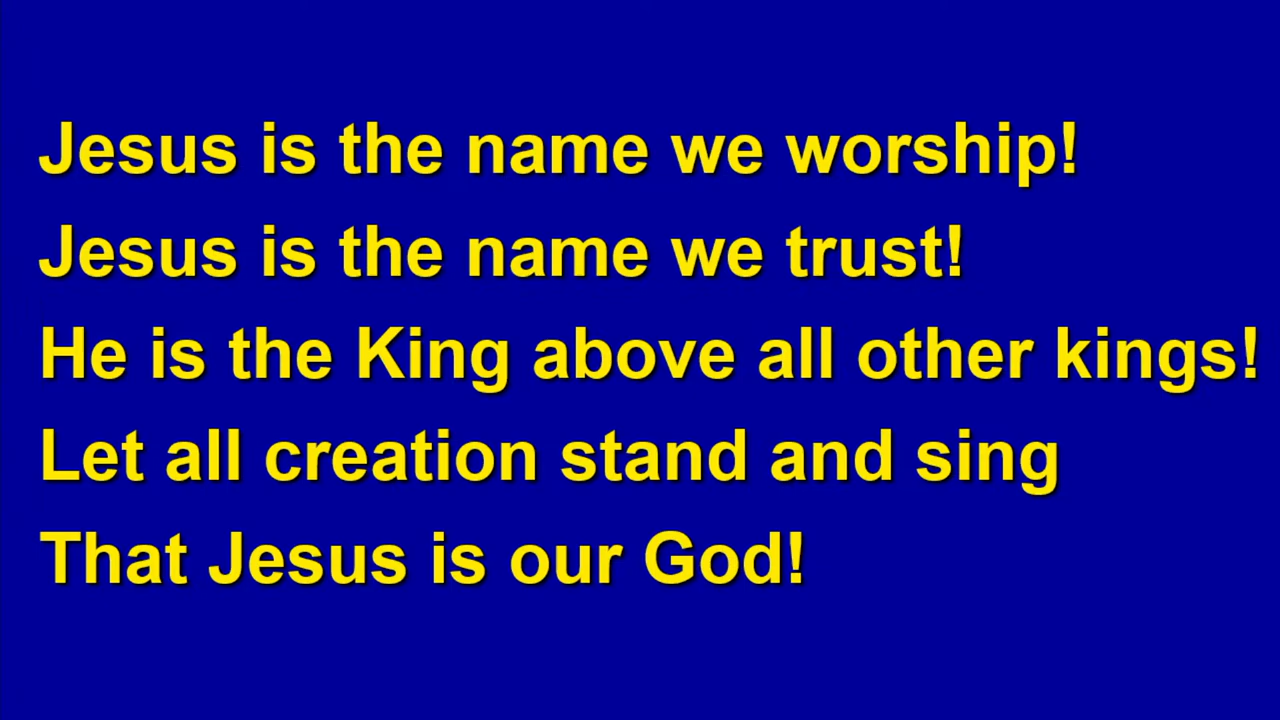 Jesus is the name we worship!
Jesus is the name we trust!
He is the King above all other kings!
Let all creation stand and sing
That Jesus is our God!